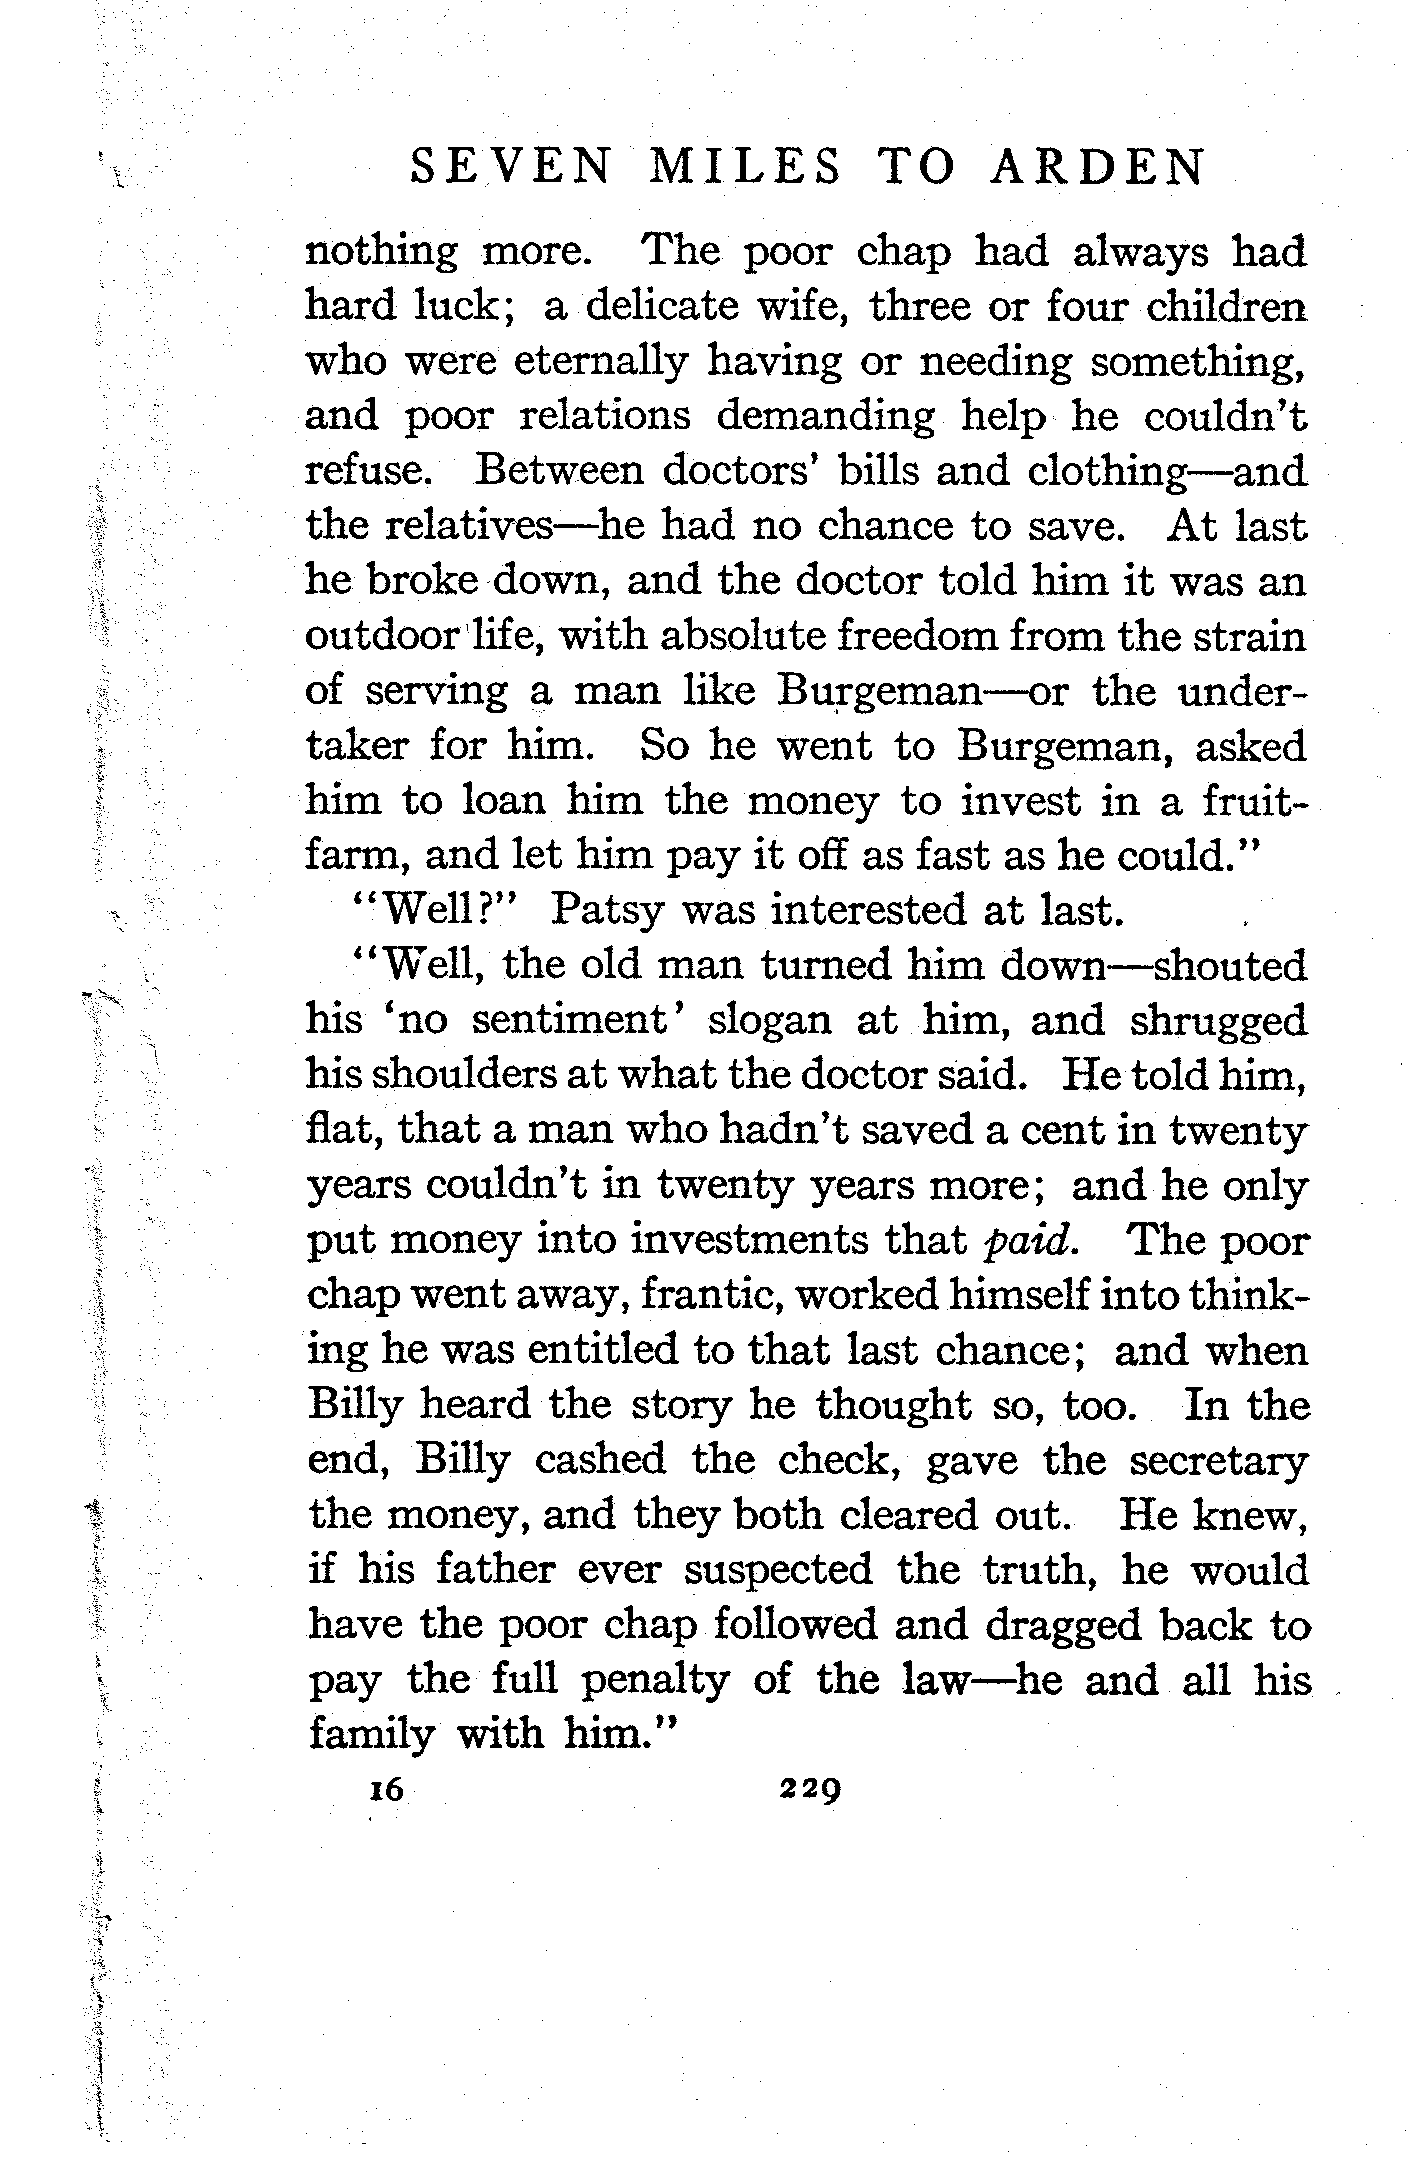 SEVEN MILES TO ARDEN
nothing more. The poor chap had always had
hard luck; a delicate wife, three or four children
who were eternally having or needing something,
and poor relations demanding help he couldn't
refuse. Between doctors' bills and clothing—and
the relatives—he had no chance to save. At last
he broke down, and the doctor told him it was an
outdoor life, with absolute freedom from the strain
of serving a man like Burgeman—or the under-
taker for him. So he went to Burgeman, asked
him to loan him the money to invest in a fruit-
farm, and let him pay it off as fast as he could."
"Well?" Patsy was interested at last.
"Well, the old man turned him down—shouted
his 'no sentiment' slogan at him, and shrugged
his shoulders at what the doctor said. He told him,
flat, that a man who hadn't saved a cent in twenty
years couldn't in twenty years more; and he only
put money into investments that paid. The poor
chap went away, frantic, worked himself into think-
ing he was entitled to that last chance; and when
Billy heard the story he thought so, too. In the
end, Billy cashed the check, gave the secretary
the money, and they both cleared out. He knew,
if his father ever suspected the truth, he would
have the poor chap followed and dragged back to
pay the full penalty of the law—he and all his
family with him."
16 229